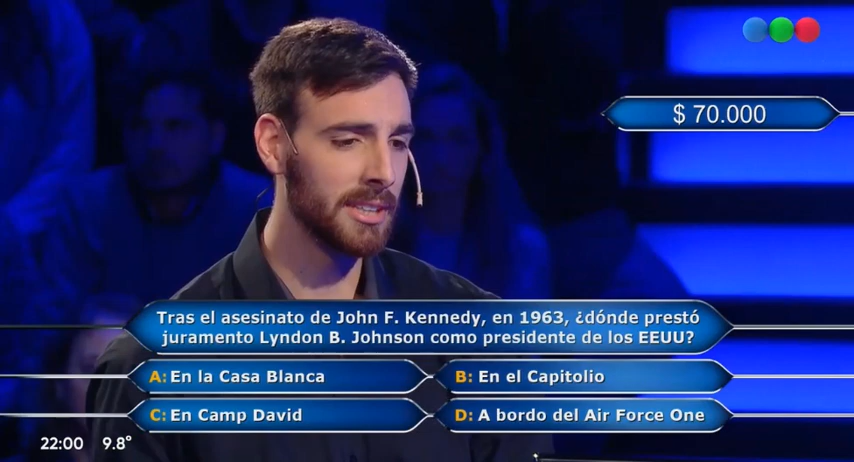 $ 70.000
Tras el asesinato de John F. Kennedy, en 1963, ¿dónde prestó
juramento Lyndon B. Johnson como presidente de los EEUU?
A: En la Casa Blanca
B: En el Capitolio
C: En Camp David
D: A bordo del Air Force One
22:00 9.8°